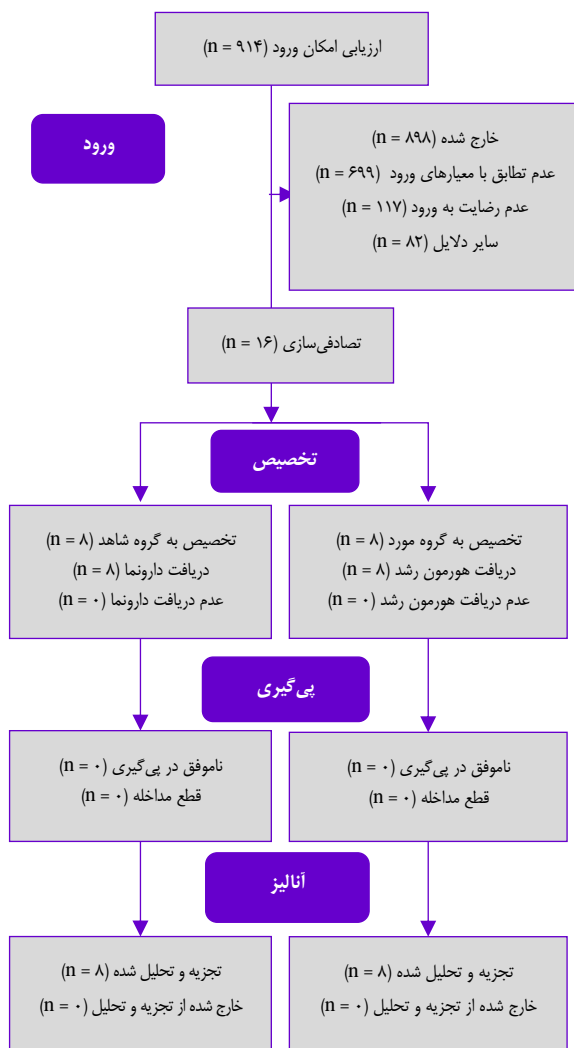 ارزیابی امکان ورود (n = ۹۱۴)
ورود
خارج شده (n = ۸۹۸)
عدم تطابق با معیارهای ورود (n = ۶۹۹)
عدم رضایت به ورود (n = ۱۱۷)
سایر دلایل (n = ۸۲)
تصادفی‌سازی (n = ۱۶)
تخصیص
تخصیص به گروه مورد (n = ۸)
دریافت هورمون رشد (n = ۸)
عدم دریافت هورمون رشد (n = ۰)
تخصیص به گروه شاهد (n = ۸)
دریافت دارونما (n = ۸)
عدم دریافت دارونما (n = ۰)
پی‌گیری
ناموفق در پی‌گیری (n = ۰)
قطع مداخله (n = ۰)
ناموفق در پی‌گیری (n = ۰)
قطع مداخله (n = ۰)
آنالیز
تجزیه و تحلیل شده (n = ۸)
خارج شده از تجزیه و تحلیل (n = ۰)
تجزیه و تحلیل شده (n = ۸)
خارج شده از تجزیه و تحلیل (n = ۰)